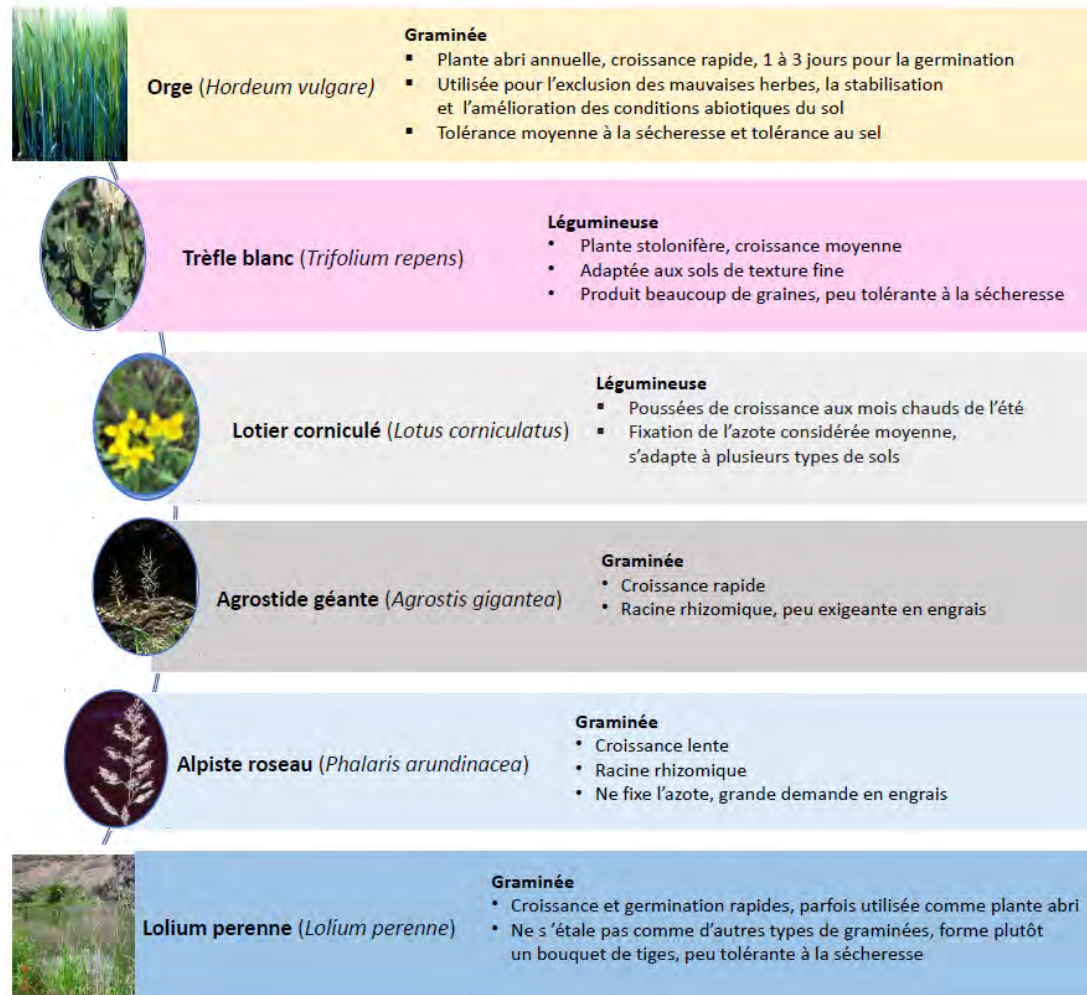 Orge (Hordeum vulgare)
Graminée
▪ Plante abri annuelle, croissance rapide, 1 à 3 jours pour la germination
▪ Utilisée pour l'exclusion des mauvaises herbes, la stabilisation
et l'amélioration des conditions abiotiques du sol
▪ Tolérance moyenne à la sécheresse et tolérance au sel
Trèfle blanc (Trifolium repens)
Légumineuse
• Plante stolonifère, croissance moyenne
• Adaptée aux sols de texture fine
• Produit beaucoup de graines, peu tolérante à la sécheresse
Lotier corniculé (Lotus corniculatus)
Légumineuse
▪ Poussées de croissance aux mois chauds de l'été
▪ Fixation de l'azote considérée moyenne,
s'adapte à plusieurs types de sols
Agrostide géante (Agrostis gigantea)
Graminée
• Croissance rapide
• Racine rhizomique, peu exigeante en engrais
Alpiste roseau (Phalaris arundinacea)
Graminée
• Croissance lente
• Racine rhizomique
• Ne fixe l'azote, grande demande en engrais
Lolium perenne (Lolium perenne)
Graminée
• Croissance et germination rapides, parfois utilisée comme plante abri
• Ne s 'étale pas comme d'autres types de graminées, forme plutôt
un bouquet de tiges, peu tolérante à la sécheresse